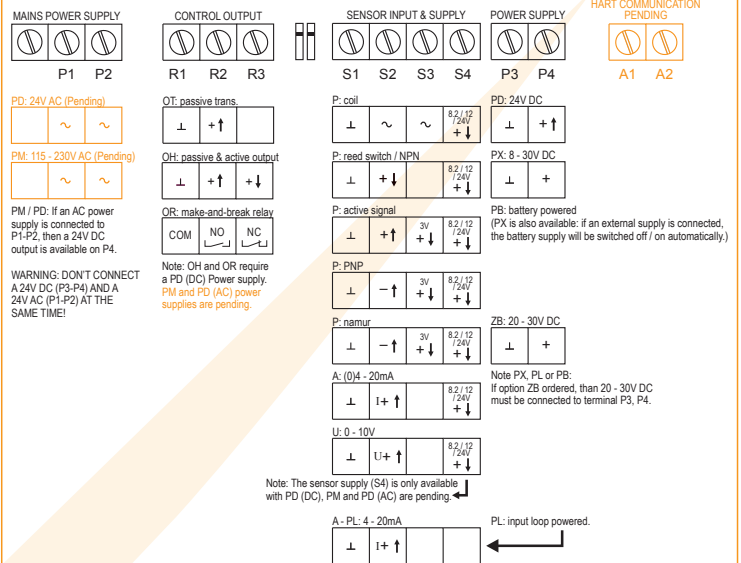 MAINS POWER SUPPLY
P1 P2
PD: 24V AC (Pending)
~ ~
PM: 115 - 230V AC (Pending)
~ ~
PM / PD: If an AC power
supply is connected to
P1-P2, then a 24V DC
output is available on P4.
WARNING: DON'T CONNECT
A 24V DC (P3-P4) AND A
24V AC (P1-P2) AT THE
SAME TIME!
CONTROL OUTPUT
R1 R2 R3
OT: passive trans.
⊥ +↑
OH: passive & active output
⊥ +↑ +↓
OR: make-and-break relay
COM NO NC
Note: OH and OR require
a PD (DC) Power supply.
PM and PD (AC) power
supplies are pending.
SENSOR INPUT & SUPPLY
S1 S2 S3 S4
P: coil
⊥ ~ ~ 8.2 / 12
/ 24V
+↓
P: reed switch / NPN
⊥ +↓ 8.2 / 12
/ 24V
+↓
P: active signal
⊥ +↑ 3V +↓ 8.2 / 12
/ 24V
+↓
P: PNP
⊥ −↑ 3V +↓ 8.2 / 12
/ 24V
+↓
P: namur
⊥ −↑ 3V +↓ 8.2 / 12
/ 24V
+↓
A: (0)4 - 20mA
⊥ I+ ↑ 8.2 / 12
/ 24V
+↓
U: 0 - 10V
⊥ U+ ↑ 8.2 / 12
/ 24V
+↓
Note: The sensor supply (S4) is only available
with PD (DC), PM and PD (AC) are pending.
A - PL: 4 - 20mA
⊥ I+ ↑
PL: input loop powered.
POWER SUPPLY
P3 P4
PD: 24V DC
⊥ +↑
PX: 8 - 30V DC
⊥ +
PB: battery powered
(PX is also available: if an external supply is connected,
the battery supply will be switched off / on automatically.)
ZB: 20 - 30V DC
⊥ +
Note PX, PL or PB:
If option ZB ordered, than 20 - 30V DC
must be connected to terminal P3, P4.
HART COMMUNICATION
PENDING
A1 A2